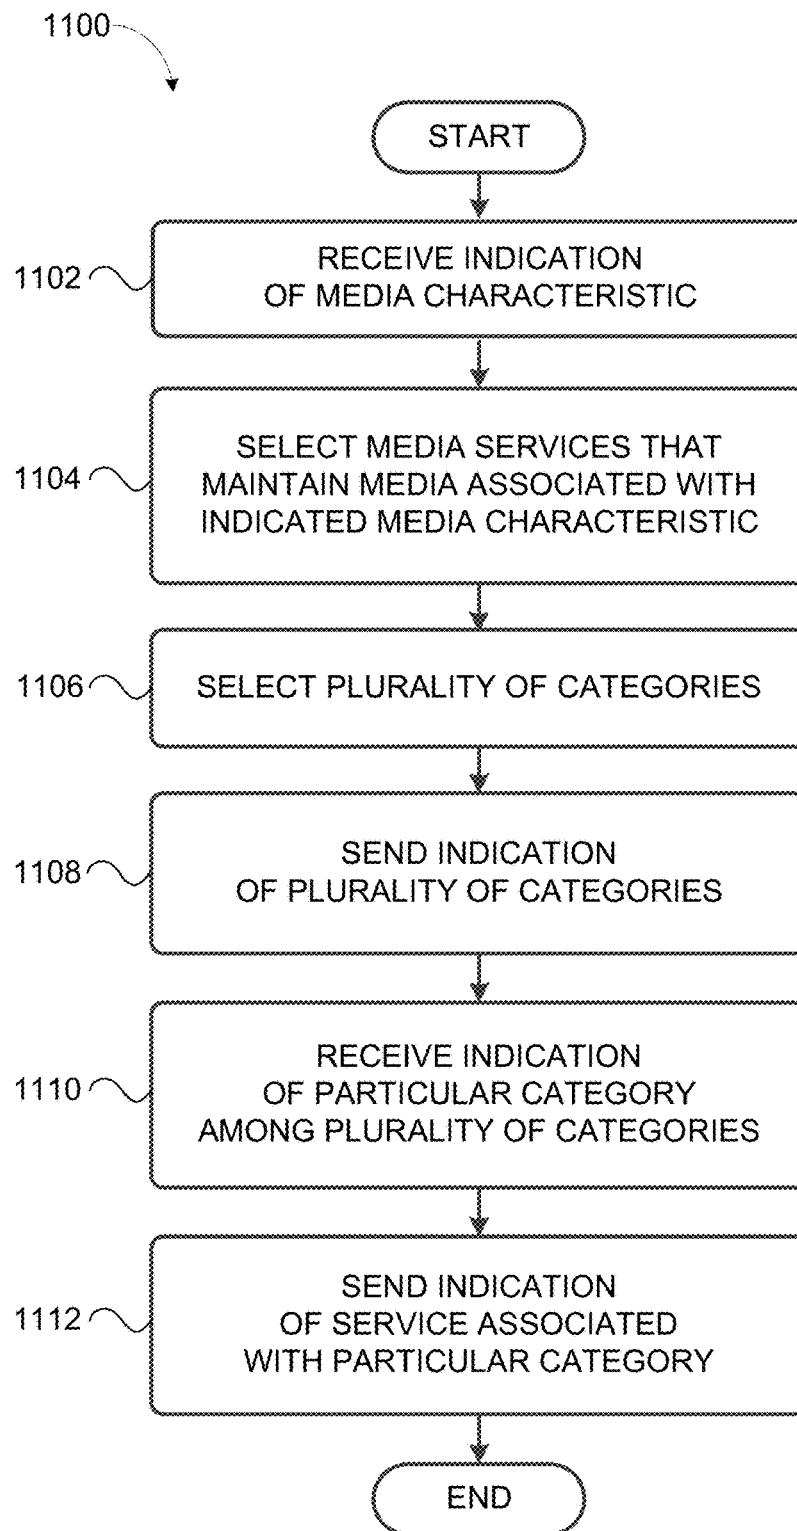 1100
START
1102
RECEIVE INDICATION
OF MEDIA CHARACTERISTIC
1104
SELECT MEDIA SERVICES THAT
MAINTAIN MEDIA ASSOCIATED WITH
INDICATED MEDIA CHARACTERISTIC
1106
SELECT PLURALITY OF CATEGORIES
1108
SEND INDICATION
OF PLURALITY OF CATEGORIES
1110
RECEIVE INDICATION
OF PARTICULAR CATEGORY
AMONG PLURALITY OF CATEGORIES
1112
SEND INDICATION
OF SERVICE ASSOCIATED
WITH PARTICULAR CATEGORY
END